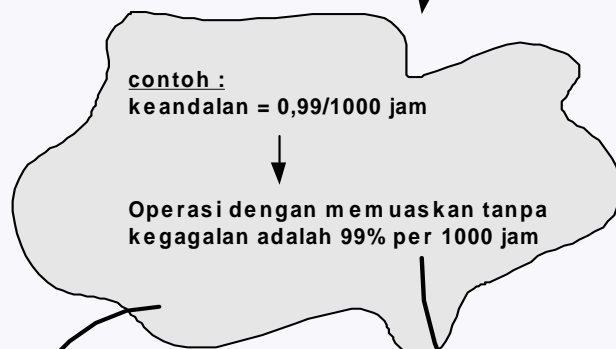 contoh :
keandalan = 0,99/1000 jam
Operasi dengan memuaskan tanpa
kegagalan adalah 99% per 1000 jam